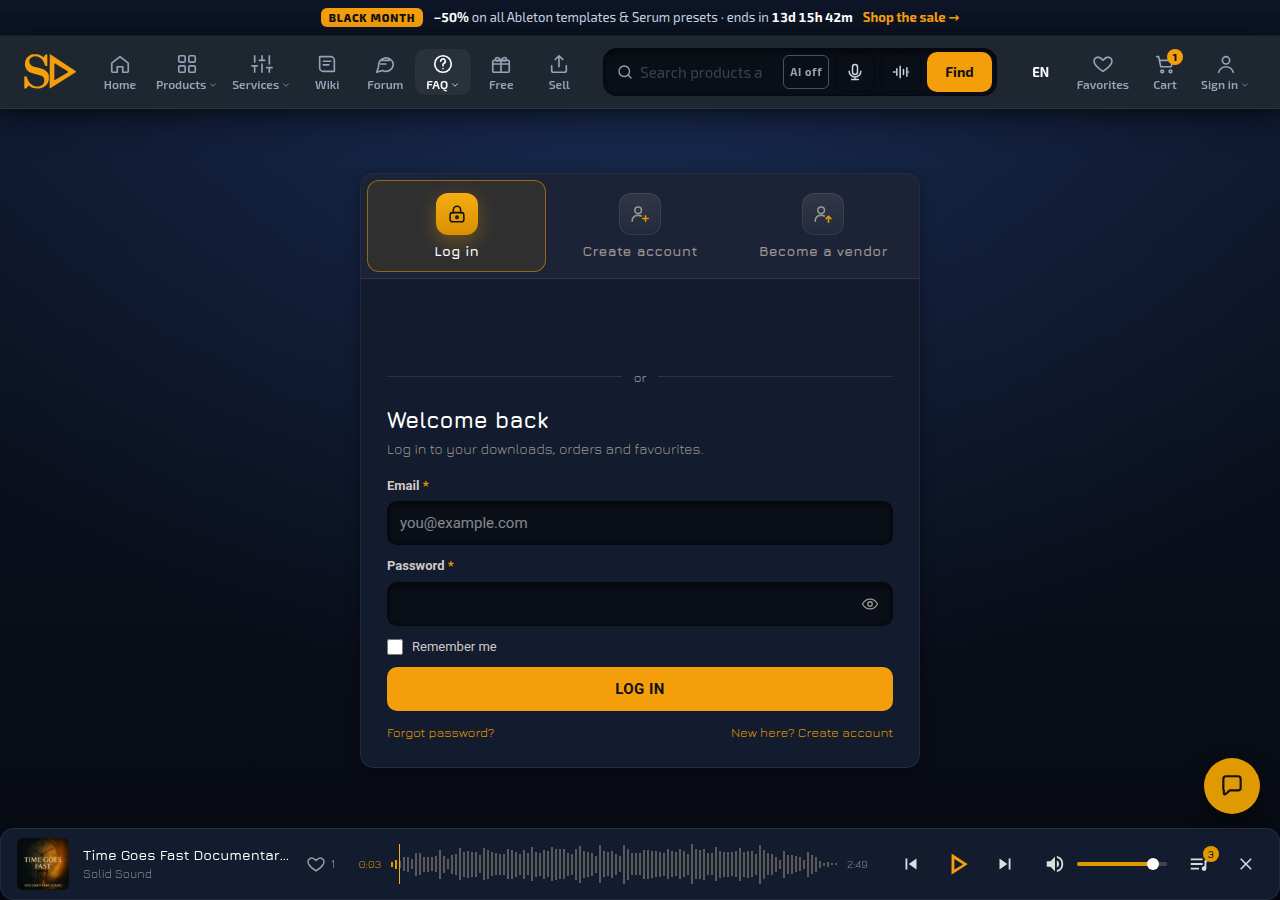 BLACK MONTH −50% on all Ableton templates & Serum presets · ends in 13d 15h 42m Shop the sale →
SD
Home
Products
Services
Wiki
Forum
FAQ
Free
Sell
Search products a
AI off
Find
EN
Favorites
1
Cart
Sign in
Log in
Create account
Become a vendor
or
Welcome back
Log in to your downloads, orders and favourites.
Email *
you@example.com
Password *
Remember me
LOG IN
Forgot password?
New here? Create account
TIME GOES
FAST
Time Goes Fast Documentar...
Solid Sound
1
0:03
2:49
3